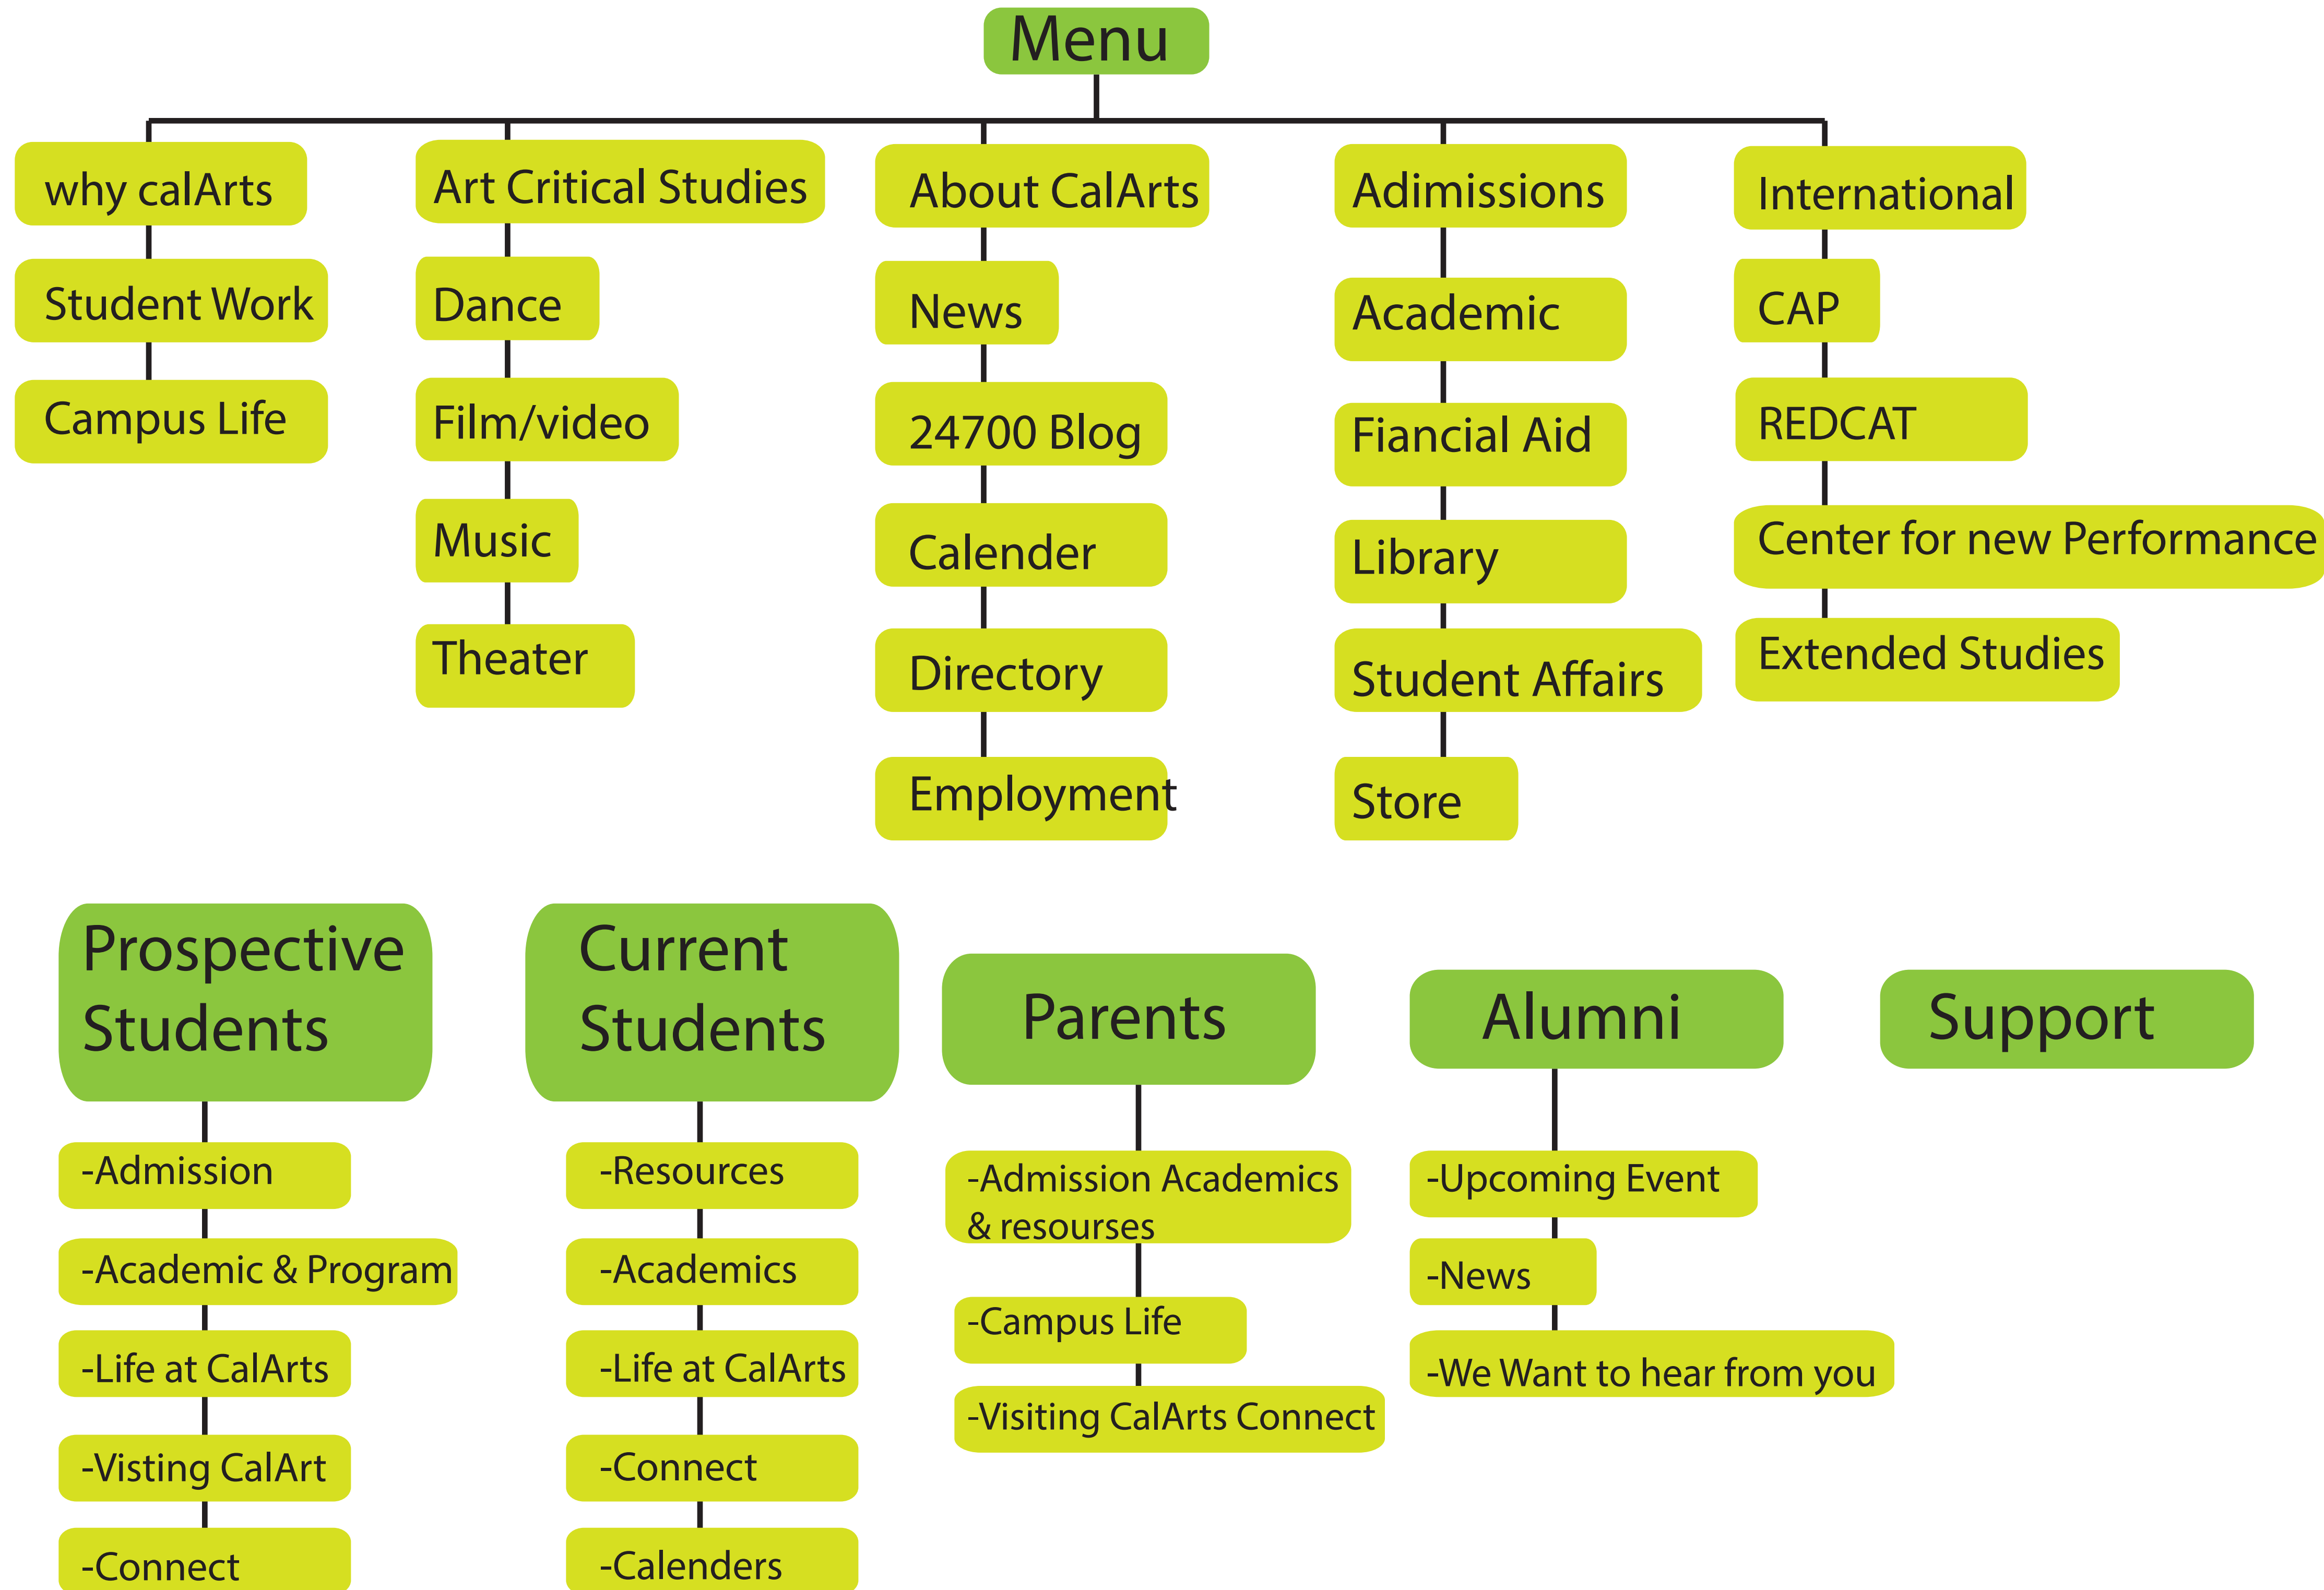 Menu
why calArts
Student Work
Campus Life
Art Critical Studies
Dance
Film/video
Music
Theater
About CalArts
News
24700 Blog
Calender
Directory
Employment
Adimissions
Academic
Fiancial Aid
Library
Student Affairs
Store
International
CAP
REDCAT
Center for new Performance
Extended Studies
Prospective
Students
-Admission
-Academic & Program
-Life at CalArts
-Visting CalArt
-Connect
Current
Students
-Resources
-Academics
-Life at CalArts
-Connect
-Calenders
Parents
-Admission Academics
& resourses
-Campus Life
-Visiting CalArts Connect
Alumni
-Upcoming Event
-News
-We Want to hear from you
Support